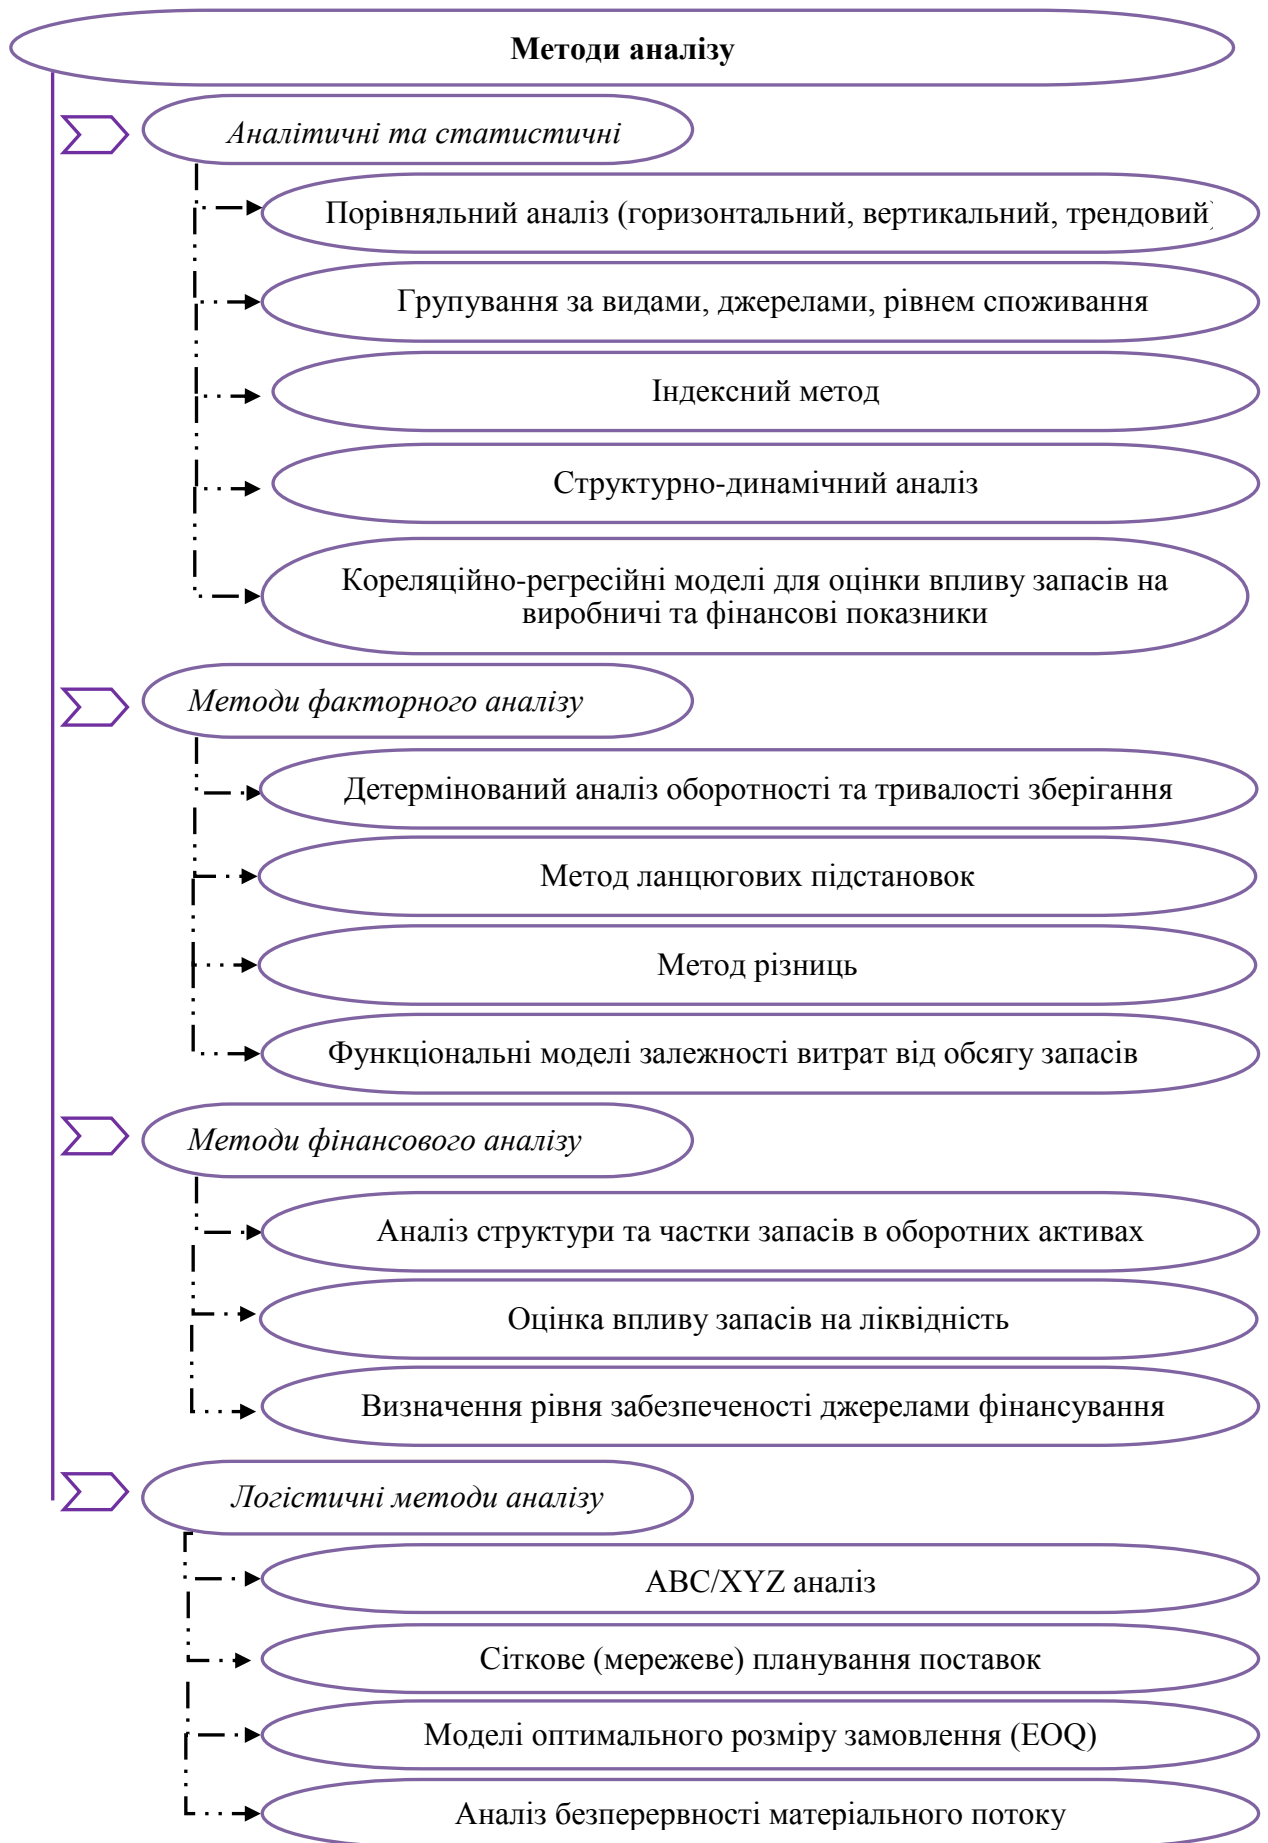 Методи аналізу
Аналітичні та статистичні
Порівняльний аналіз (горизонтальний, вертикальний, трендовий)
Групування за видами, джерелами, рівнем споживання
Індексний метод
Структурно-динамічний аналіз
Кореляційно-регресійні моделі для оцінки впливу запасів на
виробничі та фінансові показники
Методи факторного аналізу
Детермінований аналіз оборотності та тривалості зберігання
Метод ланцюгових підстановок
Метод різниць
Функціональні моделі залежності витрат від обсягу запасів
Методи фінансового аналізу
Аналіз структури та частки запасів в оборотних активах
Оцінка впливу запасів на ліквідність
Визначення рівня забезпеченості джерелами фінансування
Логістичні методи аналізу
ABC/XYZ аналіз
Сіткове (мережеве) планування поставок
Моделі оптимального розміру замовлення (EOQ)
Аналіз безперервності матеріального потоку